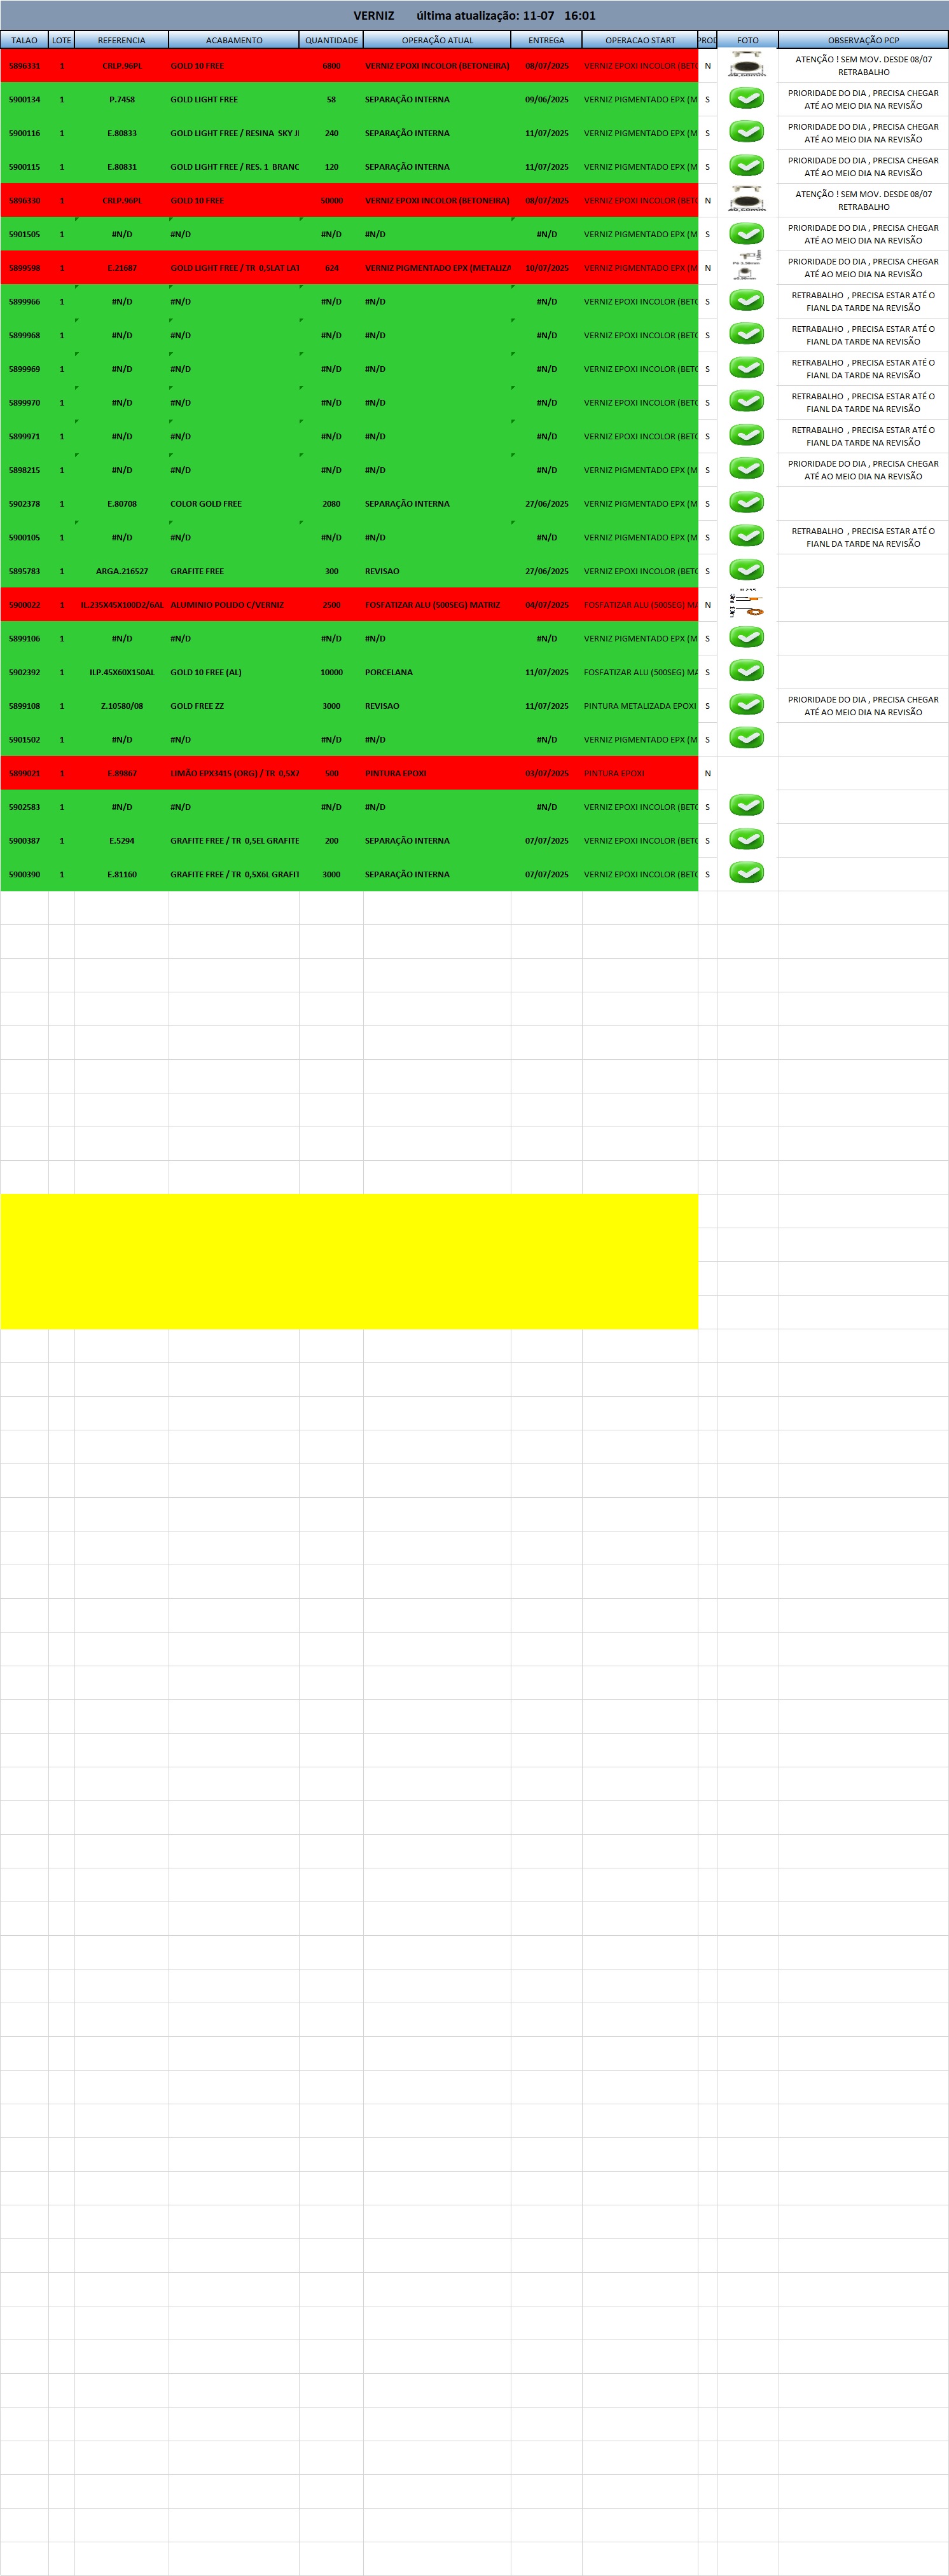 VERNIZ última atualização: 11-07 16:01
TALAO LOTE REFERENCIA ACABAMENTO QUANTIDADE OPERAÇÃO ATUAL ENTREGA OPERACAO START PROD FOTO OBSERVAÇÃO PCP
5896331 1 CRLP.96PL GOLD 10 FREE 6800 VERNIZ EPOXI INCOLOR (BETONEIRA) 08/07/2025 VERNIZ EPOXI INCOLOR (BETO N ATENÇÃO ! SEM MOV. DESDE 08/07
RETRABALHO
5900134 1 P.7458 GOLD LIGHT FREE 58 SEPARAÇÃO INTERNA 09/06/2025 VERNIZ PIGMENTADO EPX (M S PRIORIDADE DO DIA , PRECISA CHEGAR
ATÉ AO MEIO DIA NA REVISÃO
5900116 1 E.80833 GOLD LIGHT FREE / RESINA SKY 240 SEPARAÇÃO INTERNA 11/07/2025 VERNIZ PIGMENTADO EPX (M S PRIORIDADE DO DIA , PRECISA CHEGAR
ATÉ AO MEIO DIA NA REVISÃO
5900115 1 E.80831 GOLD LIGHT FREE / RES. 1 BRANC 120 SEPARAÇÃO INTERNA 11/07/2025 VERNIZ PIGMENTADO EPX (M S PRIORIDADE DO DIA , PRECISA CHEGAR
ATÉ AO MEIO DIA NA REVISÃO
5896330 1 CRLP.96PL GOLD 10 FREE 50000 VERNIZ EPOXI INCOLOR (BETONEIRA) 08/07/2025 VERNIZ EPOXI INCOLOR (BETO N ATENÇÃO ! SEM MOV. DESDE 08/07
RETRABALHO
5901505 1 #N/D #N/D #N/D #N/D #N/D VERNIZ PIGMENTADO EPX (M S PRIORIDADE DO DIA , PRECISA CHEGAR
ATÉ AO MEIO DIA NA REVISÃO
5899598 1 E.21687 GOLD LIGHT FREE / TR 0,5LAT LAT 624 VERNIZ PIGMENTADO EPX (METALIZA 10/07/2025 VERNIZ PIGMENTADO EPX (M N PRIORIDADE DO DIA , PRECISA CHEGAR
ATÉ AO MEIO DIA NA REVISÃO
5899966 1 #N/D #N/D #N/D #N/D #N/D VERNIZ EPOXI INCOLOR (BETO S RETRABALHO , PRECISA ESTAR ATÉ O
FIANL DA TARDE NA REVISÃO
5899968 1 #N/D #N/D #N/D #N/D #N/D VERNIZ EPOXI INCOLOR (BETO S RETRABALHO , PRECISA ESTAR ATÉ O
FIANL DA TARDE NA REVISÃO
5899969 1 #N/D #N/D #N/D #N/D #N/D VERNIZ EPOXI INCOLOR (BETO S RETRABALHO , PRECISA ESTAR ATÉ O
FIANL DA TARDE NA REVISÃO
5899970 1 #N/D #N/D #N/D #N/D #N/D VERNIZ EPOXI INCOLOR (BETO S RETRABALHO , PRECISA ESTAR ATÉ O
FIANL DA TARDE NA REVISÃO
5899971 1 #N/D #N/D #N/D #N/D #N/D VERNIZ EPOXI INCOLOR (BETO S RETRABALHO , PRECISA ESTAR ATÉ O
FIANL DA TARDE NA REVISÃO
5898215 1 #N/D #N/D #N/D #N/D #N/D VERNIZ PIGMENTADO EPX (M S PRIORIDADE DO DIA , PRECISA CHEGAR
ATÉ AO MEIO DIA NA REVISÃO
5902378 1 E.80708 COLOR GOLD FREE 2080 SEPARAÇÃO INTERNA 27/06/2025 VERNIZ PIGMENTADO EPX (M S
5900105 1 #N/D #N/D #N/D #N/D #N/D VERNIZ PIGMENTADO EPX (M S RETRABALHO , PRECISA ESTAR ATÉ O
FIANL DA TARDE NA REVISÃO
5895783 1 ARGA.216527 GRAFITE FREE 300 REVISAO 27/06/2025 VERNIZ EPOXI INCOLOR (BETO S
5900022 1 IL.235X45X100D2/6AL ALUMINIO POLIDO C/VERNIZ 2500 FOSFATIZAR ALU (500SEG) MATRIZ 04/07/2025 FOSFATIZAR ALU (500SEG) MA N
5899106 1 #N/D #N/D #N/D #N/D #N/D VERNIZ PIGMENTADO EPX (M S
5902392 1 ILP.45X60X150AL GOLD 10 FREE (AL) 10000 PORCELANA 11/07/2025 FOSFATIZAR ALU (500SEG) MA S
5899108 1 Z.10580/08 GOLD FREE ZZ 3000 REVISAO 11/07/2025 PINTURA METALIZADA EPOXI S PRIORIDADE DO DIA , PRECISA CHEGAR
ATÉ AO MEIO DIA NA REVISÃO
5901502 1 #N/D #N/D #N/D #N/D #N/D VERNIZ PIGMENTADO EPX (M S
5899021 1 E.89867 LIMÃO EPX3415 (ORG) / TR 0,5X7 500 PINTURA EPOXI 03/07/2025 PINTURA EPOXI N
5902583 1 #N/D #N/D #N/D #N/D #N/D VERNIZ EPOXI INCOLOR (BETO S
5900387 1 E.5294 GRAFITE FREE / TR 0,5EL GRAFITE 200 SEPARAÇÃO INTERNA 07/07/2025 VERNIZ EPOXI INCOLOR (BETO S
5900390 1 E.81160 GRAFITE FREE / TR 0,5X6L GRAFIT 3000 SEPARAÇÃO INTERNA 07/07/2025 VERNIZ EPOXI INCOLOR (BETO S